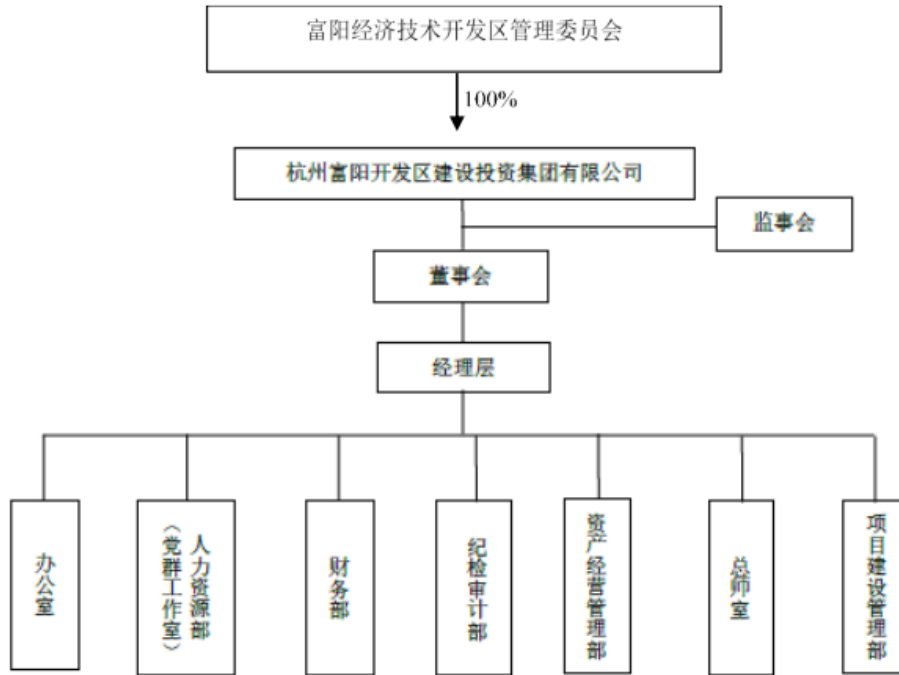 富阳经济技术开发区管理委员会
100%
杭州富阳开发区建设投资集团有限公司
监事会
董事会
经理层
办公室
人力资源部
（党群工作室）
财务部
纪检审计部
资产经营管理部
总师室
项目建设管理部